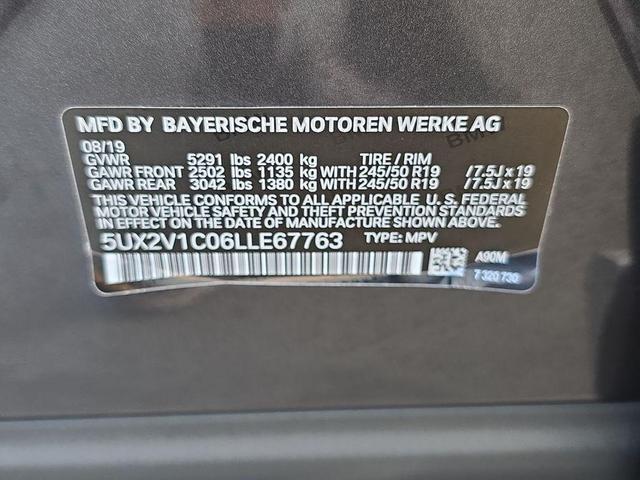 MFD BY BAYERISCHE MOTOREN WERKE AG
08/19
GVWR 5291 lbs 2400 kg TIRE / RIM
GAWR FRONT 2502 lbs 1135 kg WITH 245/50 R19 /7.5J x 19
GAWR REAR 3042 lbs 1380 kg WITH 245/50 R19 /7.5J x 19
THIS VEHICLE CONFORMS TO ALL APPLICABLE U. S. FEDERAL
MOTOR VEHICLE SAFETY, BUMPER, AND THEFT PREVENTION STANDARDS
IN EFFECT ON THE DATE OF MANUFACTURE SHOWN ABOVE.
5UX2V1C06LLE67763 TYPE: MPV
A90M
7 320 730